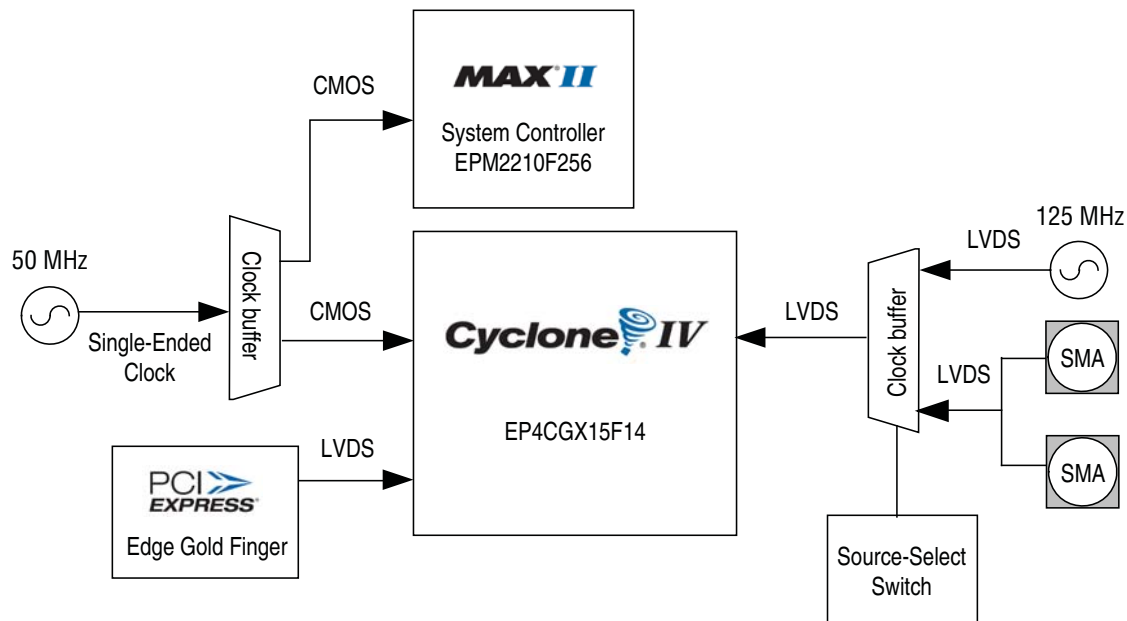 MAX II
CMOS
System Controller
EPM2210F256
125 MHz
LVDS
50 MHz
Clock buffer
CMOS
Single-Ended
Clock
Cyclone IV
LVDS
Clock buffer
SMA
LVDS
EP4CGX15F14
LVDS
SMA
PCI
EXPRESS
Edge Gold Finger
Source-Select
Switch